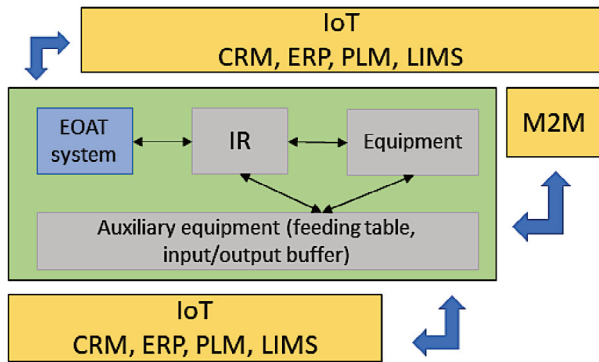 IoT
CRM, ERP, PLM, LIMS
EOAT
system
IR
Equipment
M2M
Auxiliary equipment (feeding table,
input/output buffer)
IoT
CRM, ERP, PLM, LIMS